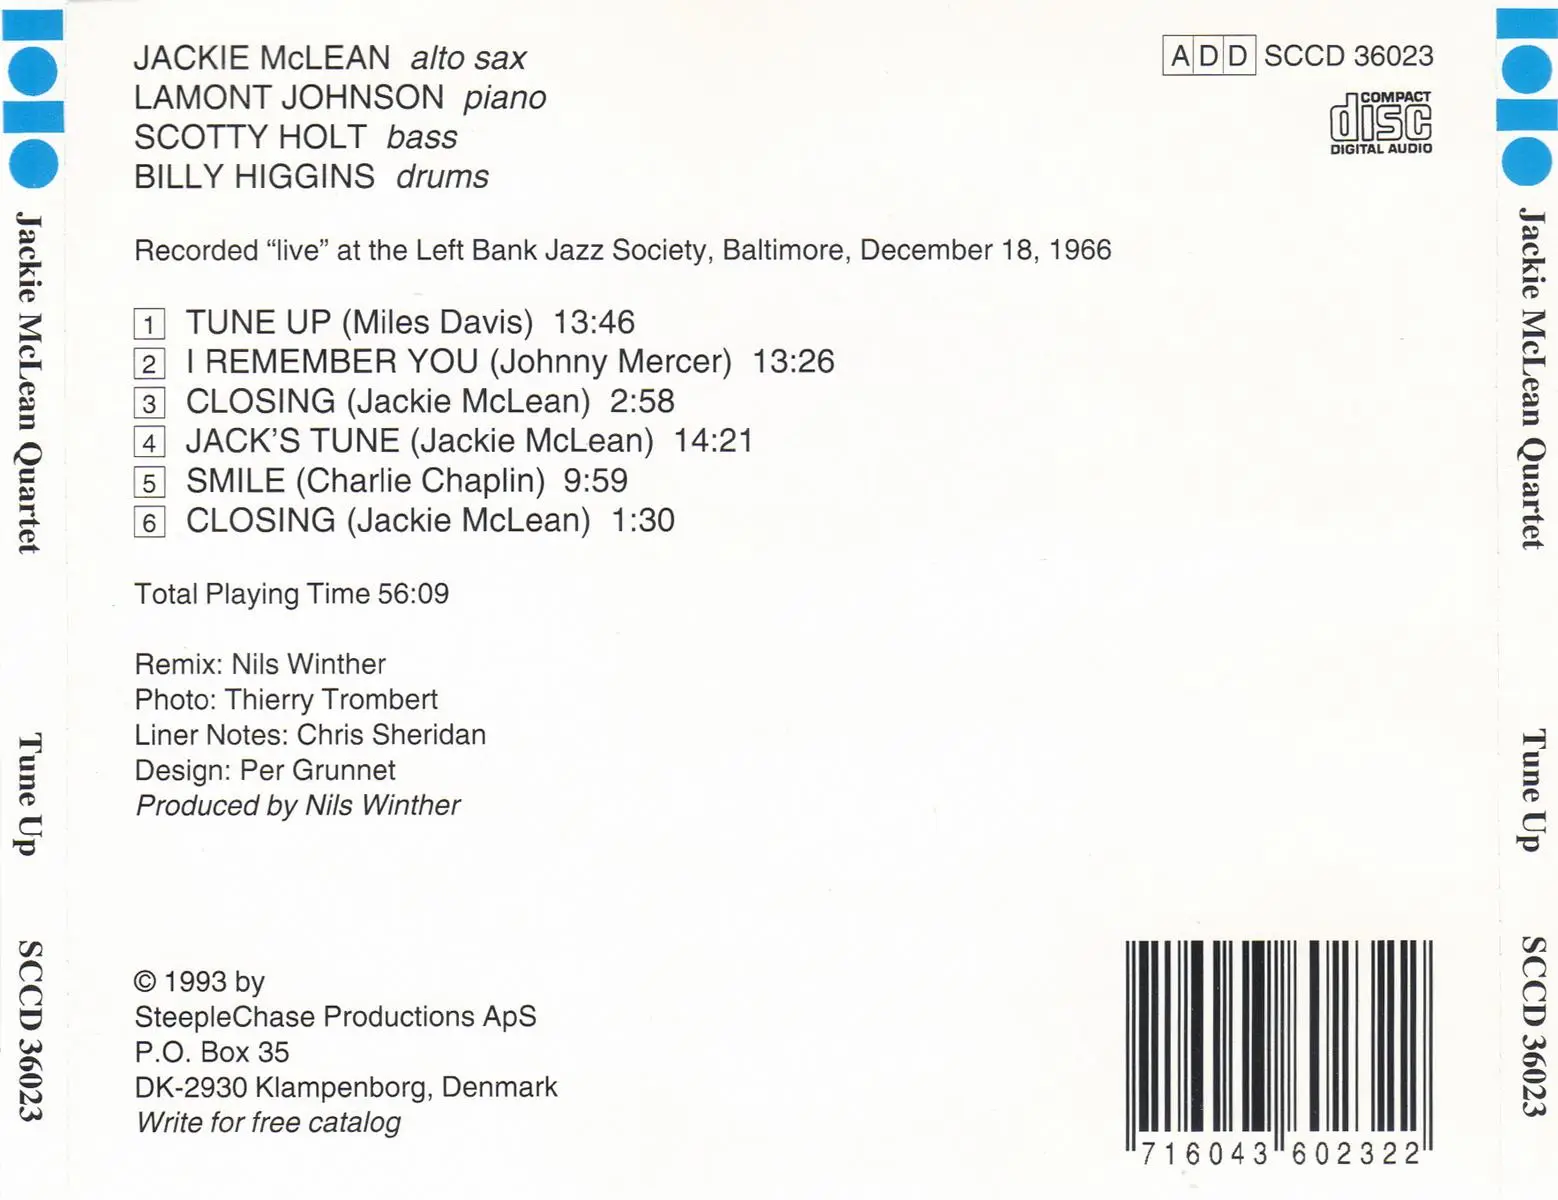 JACKIE McLEAN alto sax
LAMONT JOHNSON piano
SCOTTY HOLT bass
BILLY HIGGINS drums
ADD SCCD 36023
COMPACT
disc
DIGITAL AUDIO
Recorded “live” at the Left Bank Jazz Society, Baltimore, December 18, 1966
1 TUNE UP (Miles Davis) 13:46
2 I REMEMBER YOU (Johnny Mercer) 13:26
3 CLOSING (Jackie McLean) 2:58
4 JACK’S TUNE (Jackie McLean) 14:21
5 SMILE (Charlie Chaplin) 9:59
6 CLOSING (Jackie McLean) 1:30
Total Playing Time 56:09
Remix: Nils Winther
Photo: Thierry Trombert
Liner Notes: Chris Sheridan
Design: Per Grunnet
Produced by Nils Winther
© 1993 by
SteepleChase Productions ApS
P.O. Box 35
DK-2930 Klampenborg, Denmark
Write for free catalog
716043 602322
Jackie McLean Quartet Tune Up SCCD 36023
Jackie McLean Quartet Tune Up SCCD 36023